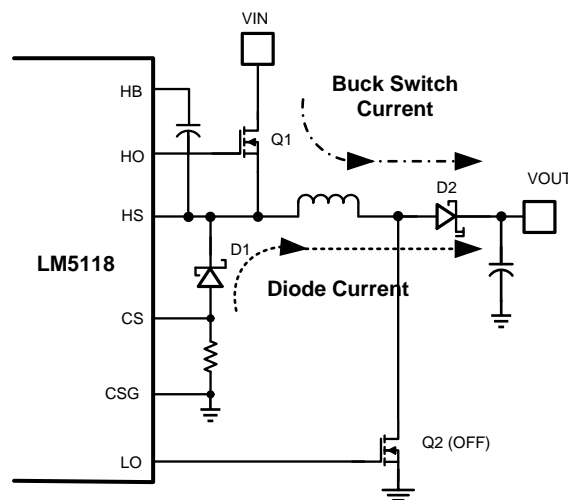 VIN
HB
Buck Switch
Current
HO
Q1
D2
VOUT
HS
D1
LM5118
Diode Current
CS
CSG
Q2 (OFF)
LO